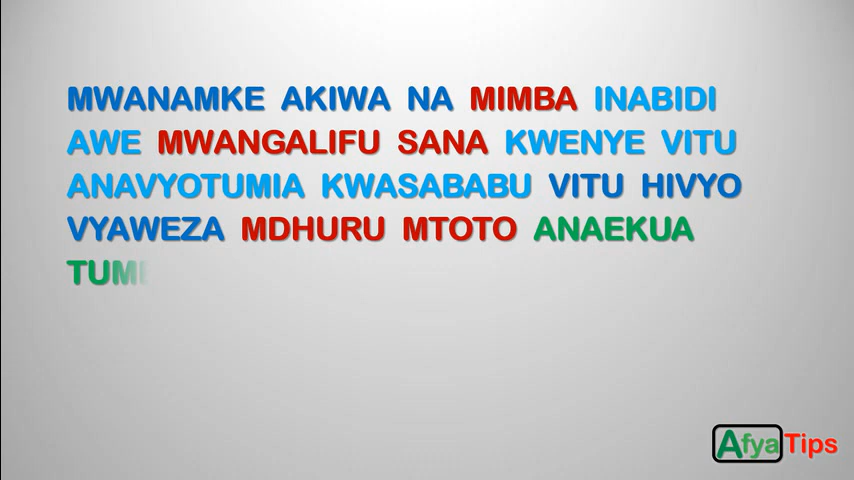 MWANAMKE AKIWA NA MIMBA INABIDI
AWE MWANGALIFU SANA KWENYE VITU
ANAVYOTUMIA KWASABABU VITU HIVYO
VYAWEZA MDHURU MTOTO ANAEKUA
AfyaTips